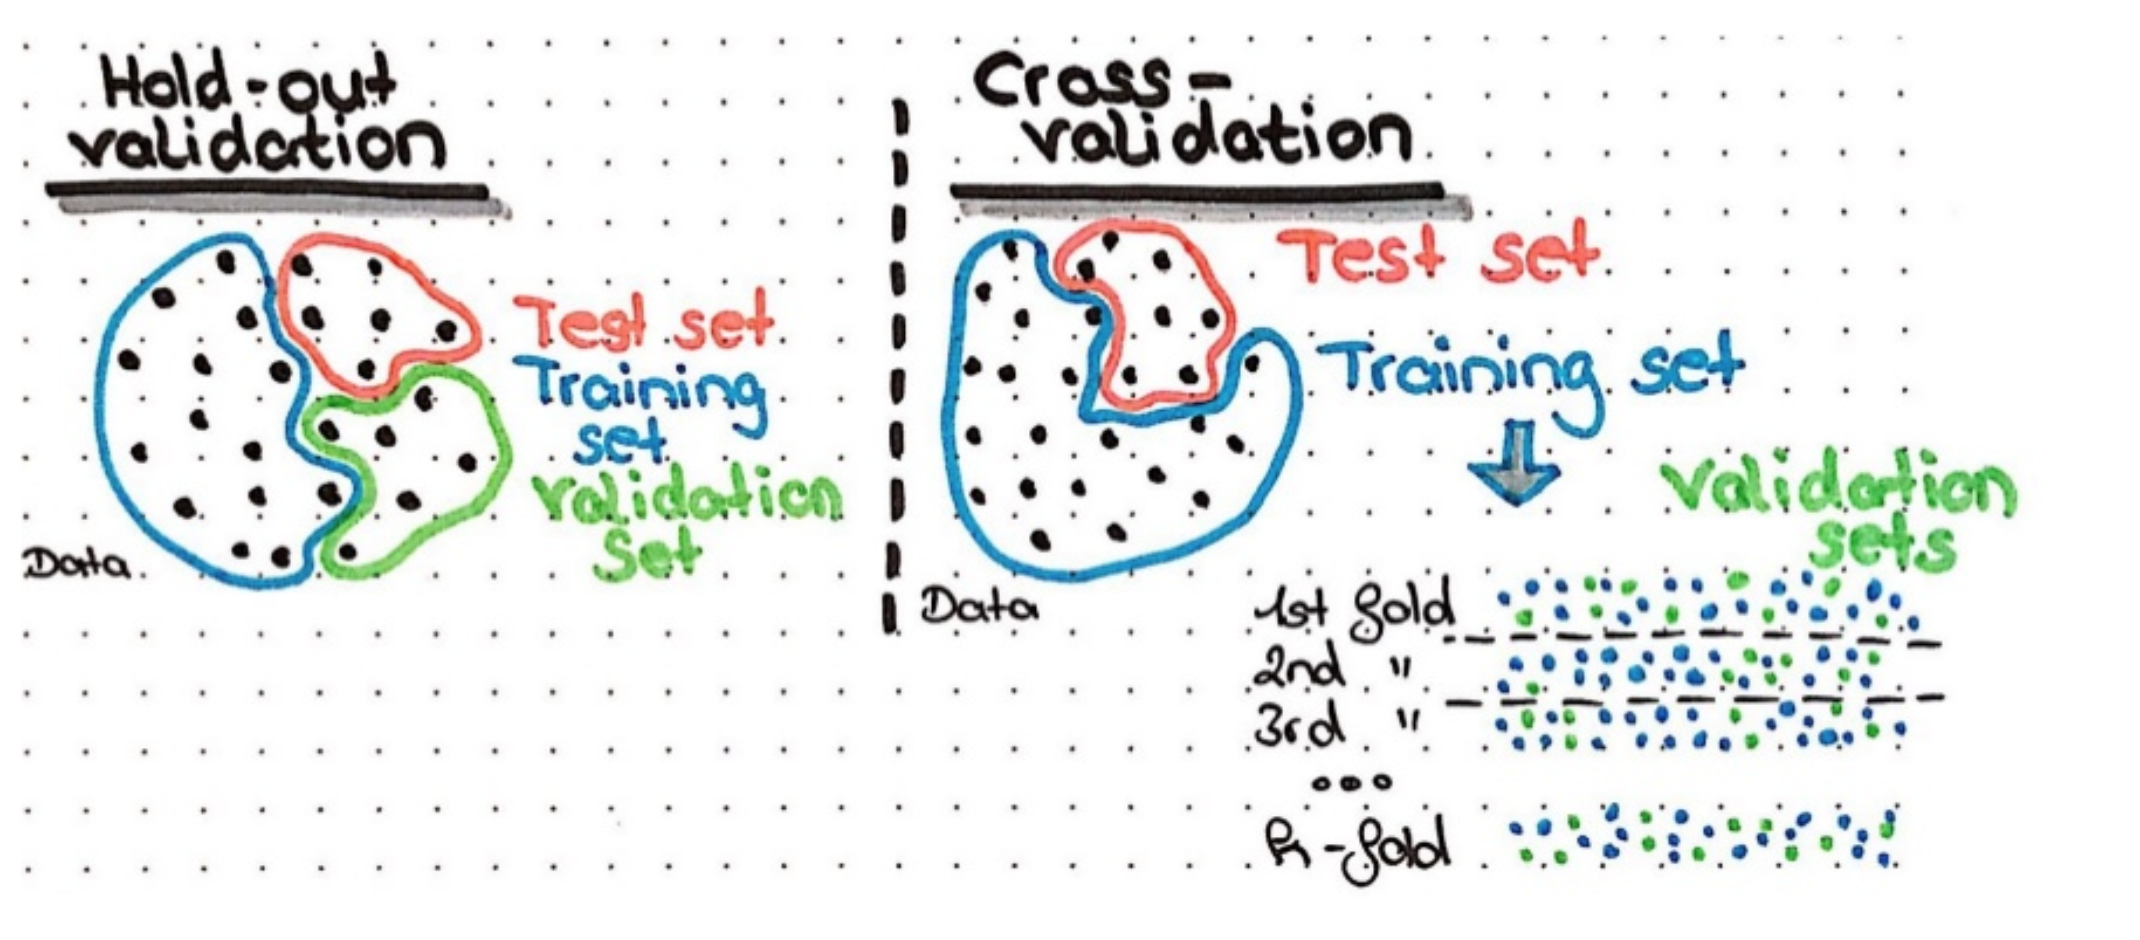 Hold-out
validation
Test set
Training
set
Validation
Set
Data
Cross-
validation
Test set
Training set
Validation
sets
Data
1st fold
2nd "
3rd "
...
k-fold